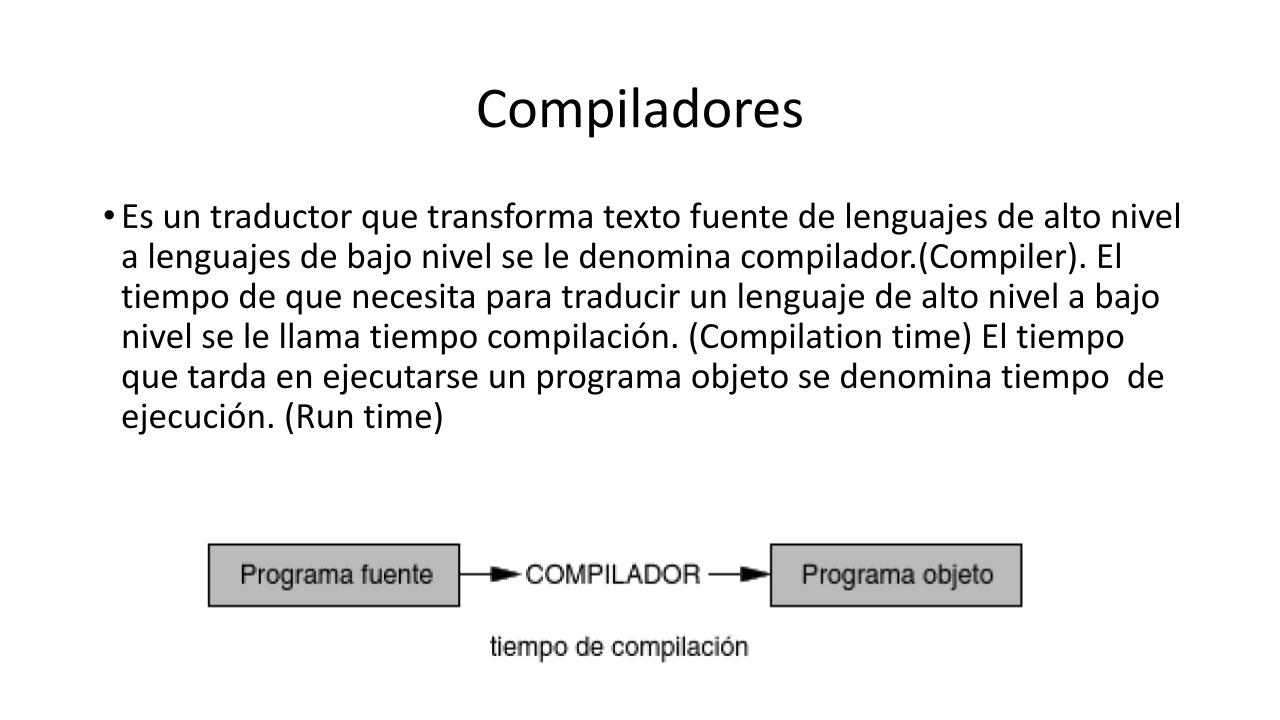 Compiladores
• Es un traductor que transforma texto fuente de lenguajes de alto nivel
a lenguajes de bajo nivel se le denomina compilador.(Compiler). El
tiempo de que necesita para traducir un lenguaje de alto nivel a bajo
nivel se le llama tiempo compilación. (Compilation time) El tiempo
que tarda en ejecutarse un programa objeto se denomina tiempo  de
ejecución. (Run time)
Programa fuente COMPILADOR Programa objeto
tiempo de compilación